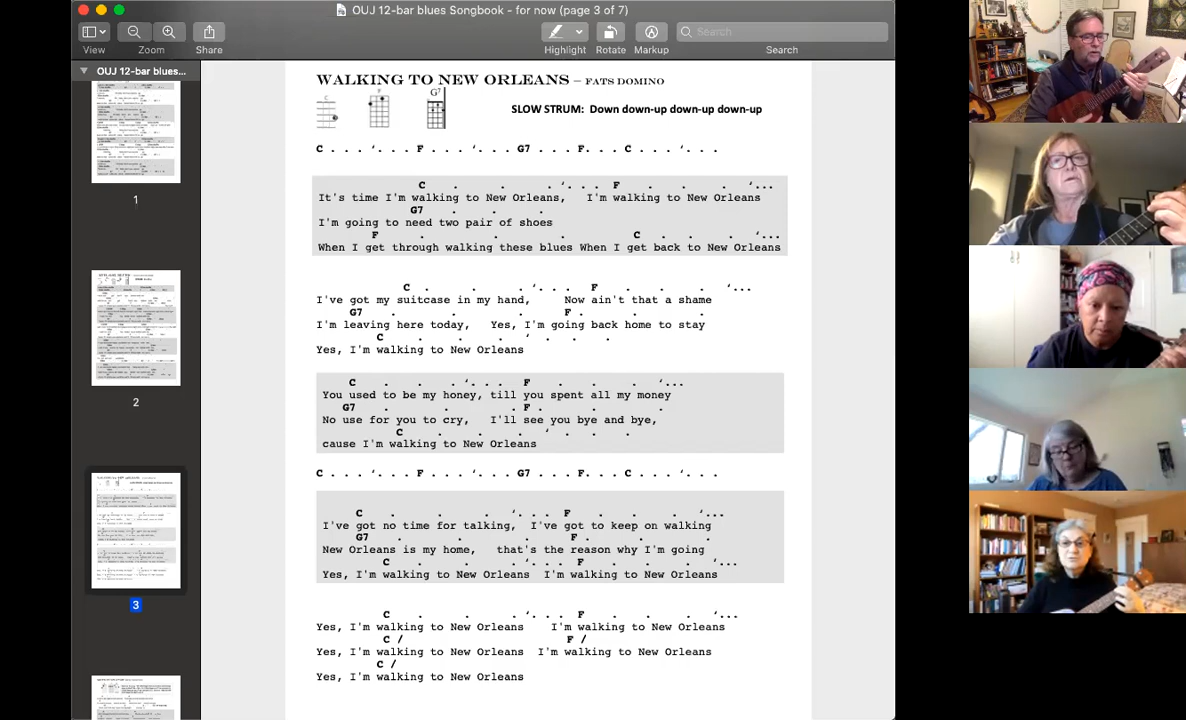 OUJ 12-bar blues Songbook - for now (page 3 of 7)
View
Zoom
Share
Highlight
Rotate
Markup
Search
Search
OUJ 12-bar blues...
1
2
3
WALKING TO NEW ORLEANS – FATS DOMINO
C F G7
SLOW STRUM: Down down-up down-up down-up
C . . . . ‘. . . F . . . . ‘. . . G7 . . . F. . . C . . . ‘. . .
C . . . ‘. . . F . . . ‘...
It's time I'm walking to New Orleans, I'm walking to New Orleans
G7 . . .
I'm going to need two pair of shoes
F . . . C . . . ‘...
When I get through walking these blues When I get back to New Orleans
C . . . ‘. . . F . . . ‘...
I've got my suitcase in my hand, Now ain't that a shame
G7 . . . F . . .
I'm leaving here today, Yes, I'm going back home to stay
C . . . ‘ . . .
Yes, I'm walking to New Orleans
C . . . ‘. . . F . . . ‘...
You used to be my honey, till you spent all my money
G7 . . . F . . .
No use for you to cry, I'll see you bye and bye,
C . . . ‘ . . .
cause I'm walking to New Orleans
C . . . ‘. . . F . . . . ‘. . . G7 . . . F. . . C . . . . ‘. . .
C . . . ‘. . . F . . . ‘...
I've got no time for talking, I've got to keep on walking
G7 . . . F . . .
New Orleans is my home, that's the reason why I'm going
C . . . ‘. . . F . . . ‘...
Yes, I'm walking to New Orleans I'm walking to New Orleans
C . . . ‘. . . F . . . ‘...
Yes, I'm walking to New Orleans I'm walking to New Orleans
C / F /
Yes, I'm walking to New Orleans I'm walking to New Orleans
C /
Yes, I'm walking to New Orleans